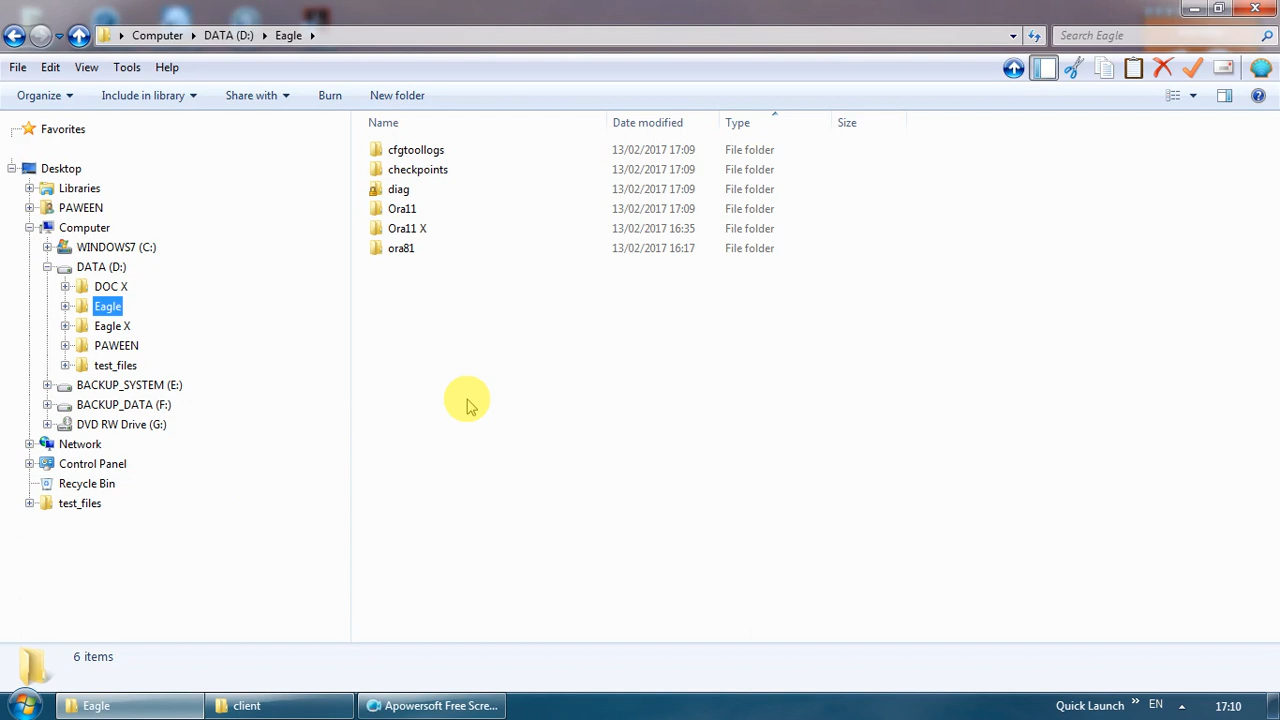 Computer DATA (D:) Eagle Search Eagle
File Edit View Tools Help
Organize Include in library Share with Burn New folder
Favorites
Desktop
Libraries
PAWEEN
Computer
WINDOWS7 (C:)
DATA (D:)
DOC X
Eagle
Eagle X
PAWEEN
test_files
BACKUP_SYSTEM (E:)
BACKUP_DATA (F:)
DVD RW Drive (G:)
Network
Control Panel
Recycle Bin
test_files
Name Date modified Type Size
cfgtoollogs 13/02/2017 17:09 File folder
checkpoints 13/02/2017 17:09 File folder
diag 13/02/2017 17:09 File folder
Ora11 13/02/2017 17:09 File folder
Ora11 X 13/02/2017 16:35 File folder
ora81 13/02/2017 16:17 File folder
6 items
Eagle client Apowersoft Free Scre... Quick Launch EN 17:10